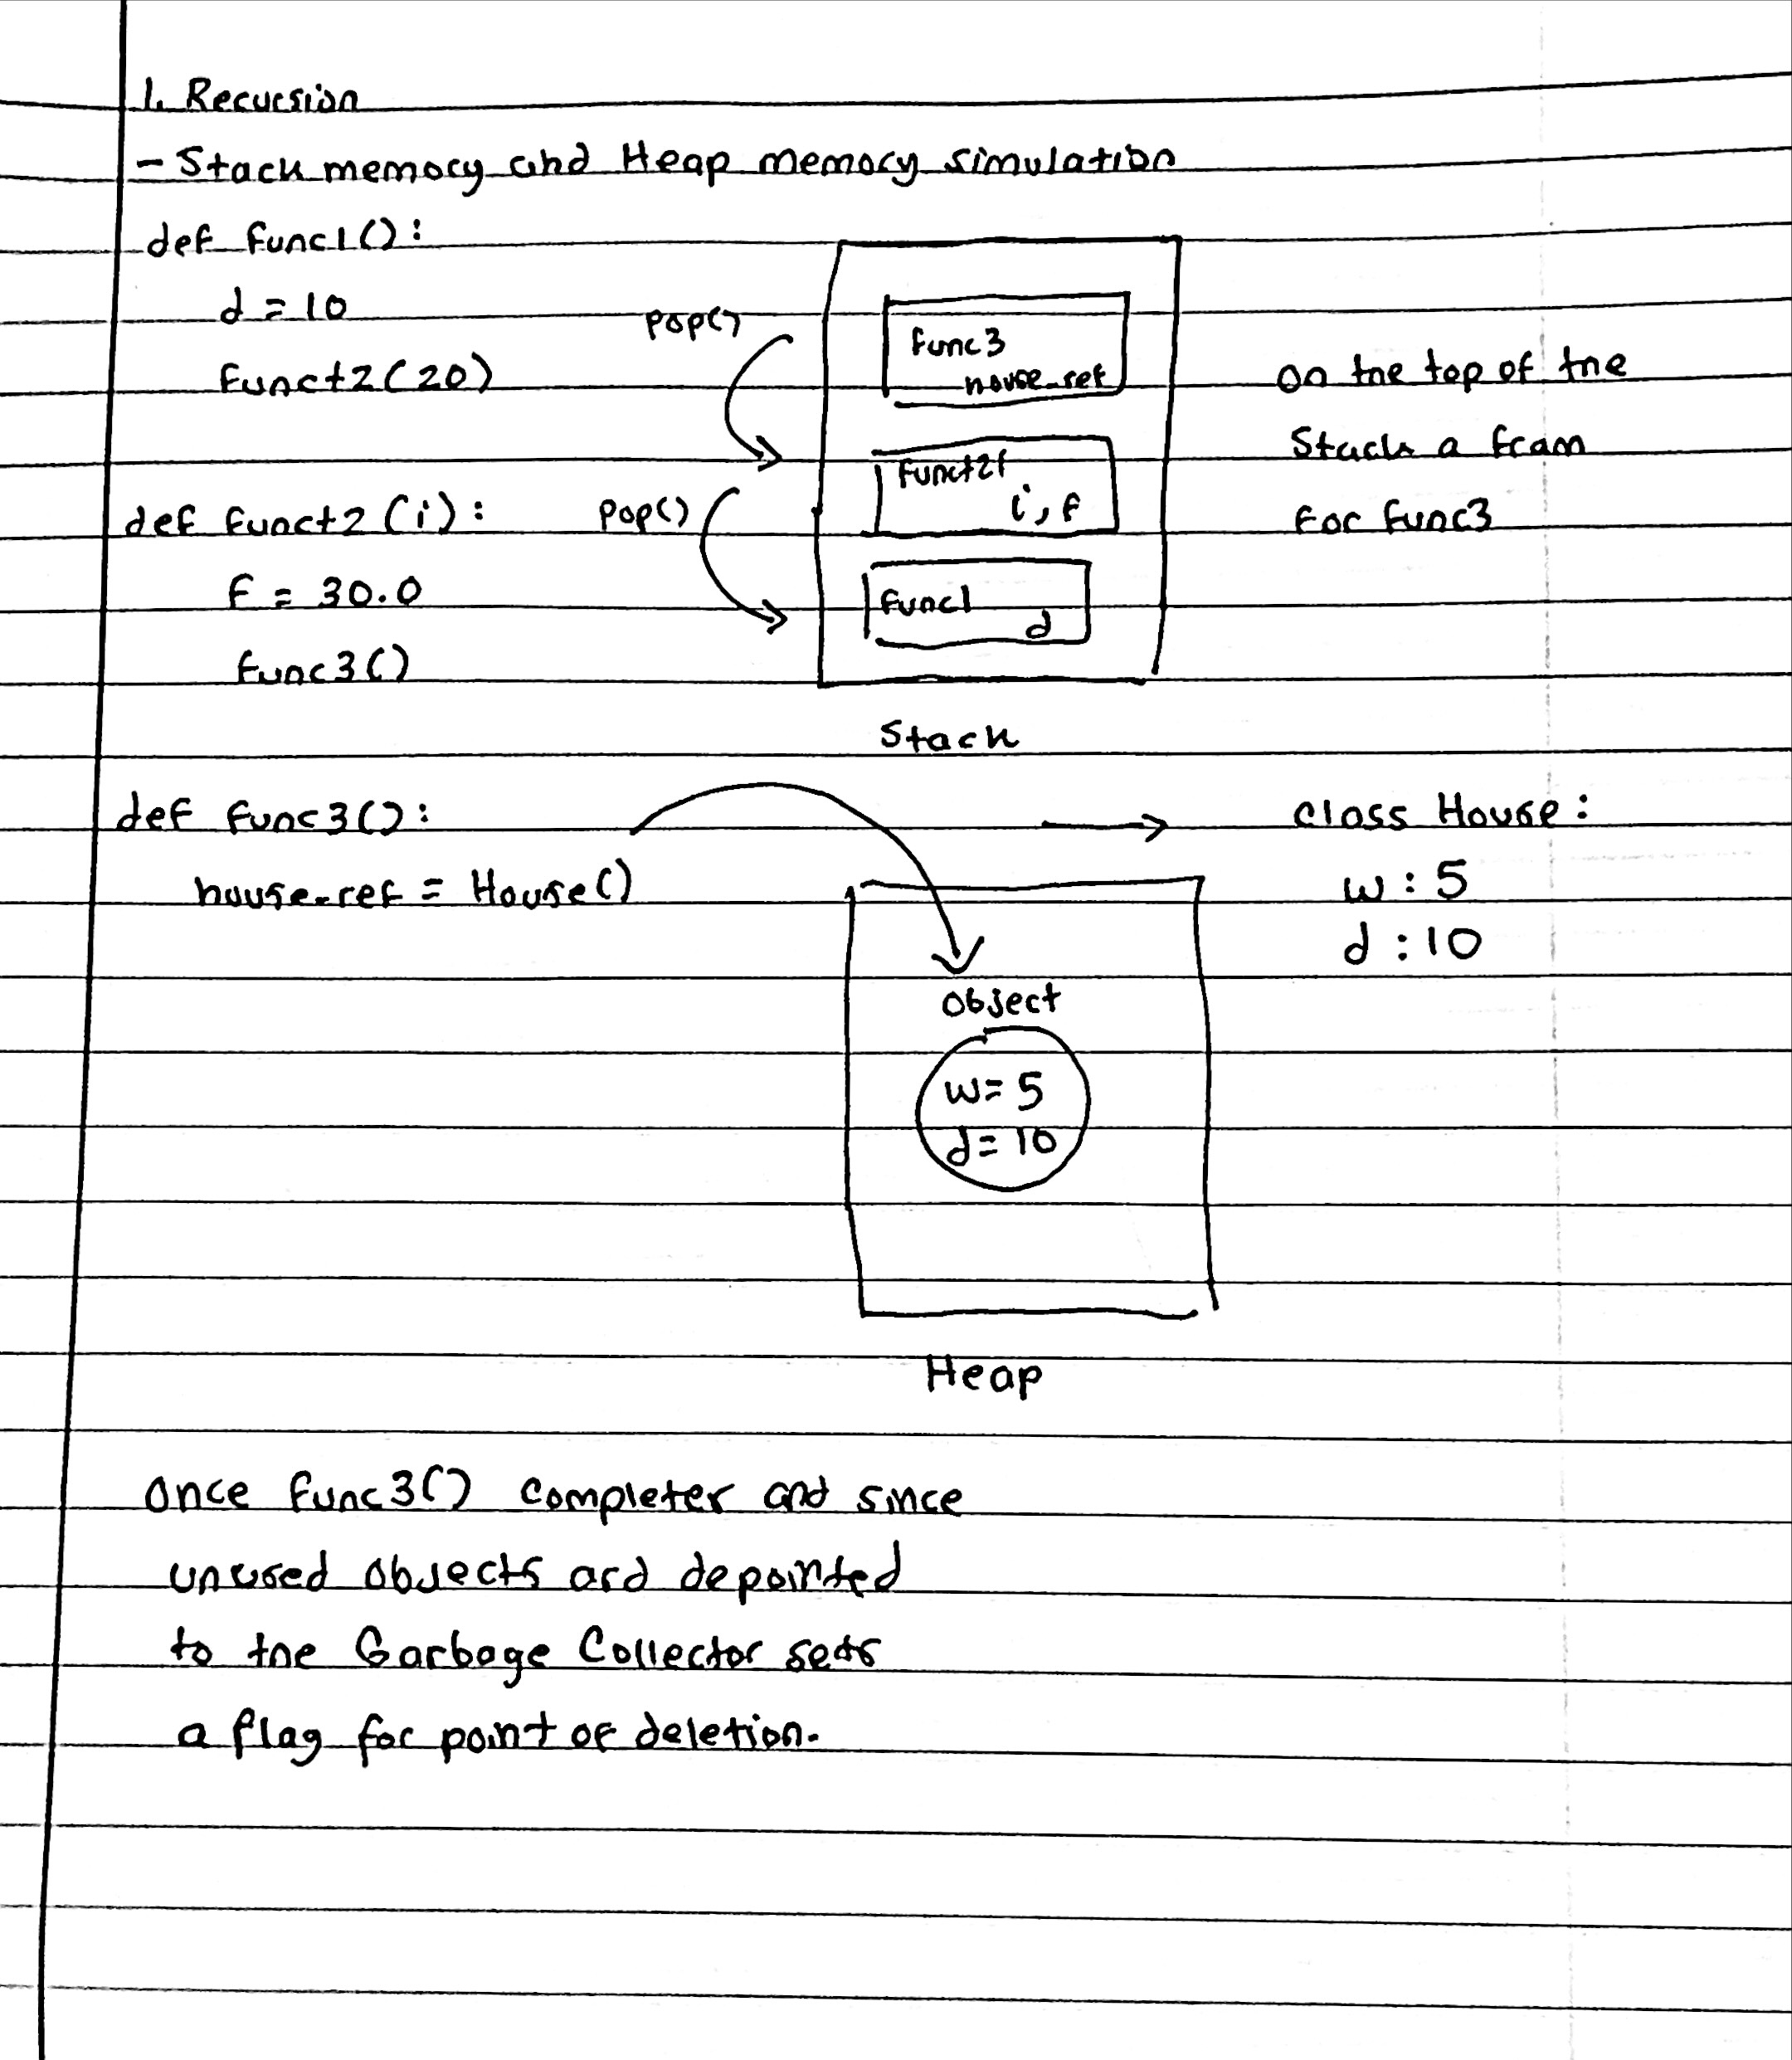 1. Recursion
- Stack memory and Heap memory simulation
def func1():
d = 10
funct2(20)
def funct2(i):
f = 30.0
func3()
pop()
pop()
func3
house_ref
funct2
i, f
func1
d
Stack
on the top of the
Stack a fram
for func3
def func3():
house_ref = House()
class House:
w : 5
d : 10
Object
w = 5
d = 10
Heap
Once func3() completer and since
unused objects ard depointed
to the Garbage Collector sets
a flag for point of deletion.